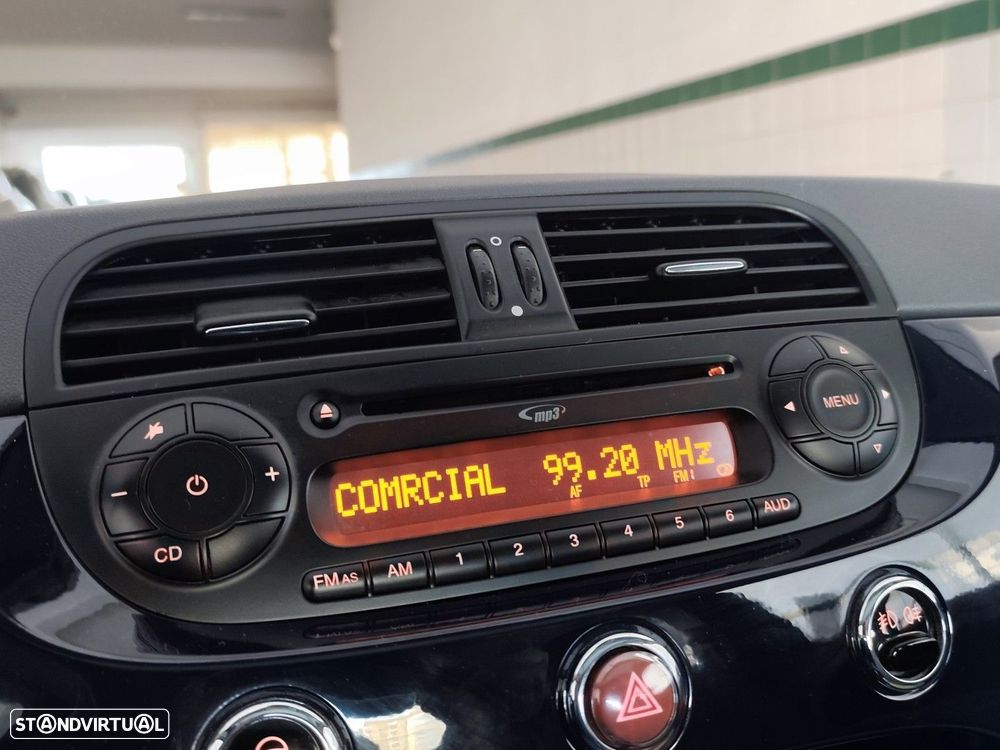 mp3
MENU
COMRCIAL 99.20 MHz
AF TP FM1
CD
FM AS AM 1 2 3 4 5 6 AUD
STANDVIRTUAL